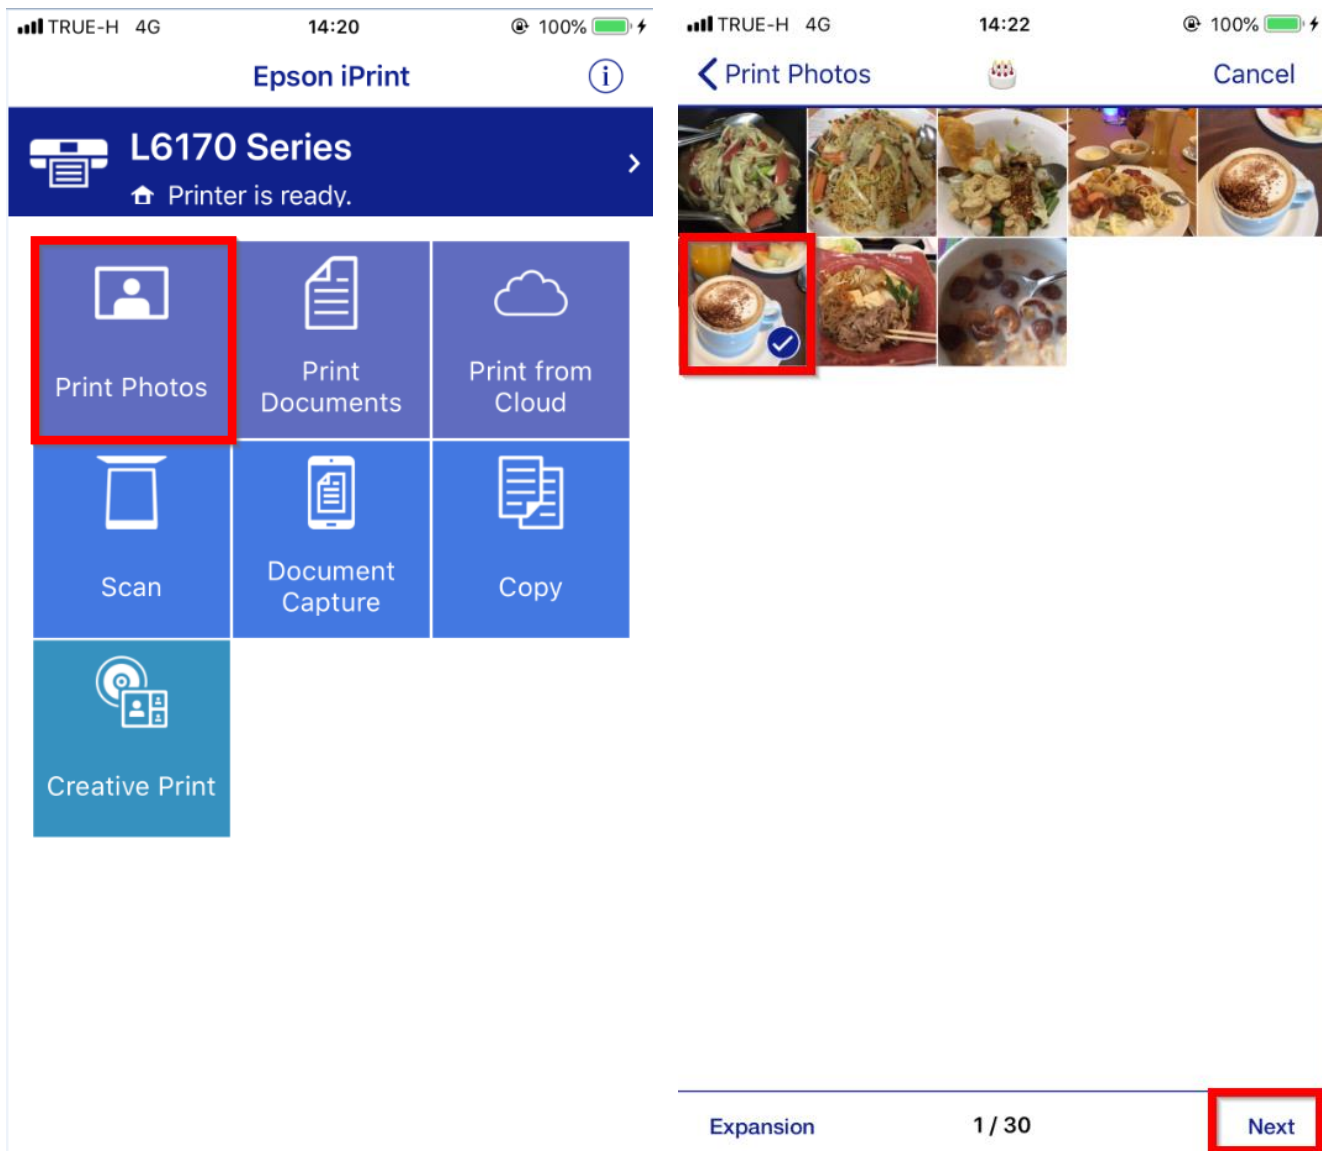 TRUE-H 4G 14:20 100%
Epson iPrint
L6170 Series
Printer is ready.
Print Photos
Print
Documents
Print from
Cloud
Scan
Document
Capture
Copy
Creative Print
TRUE-H 4G 14:22 100%
Print Photos Cancel
Expansion 1 / 30 Next